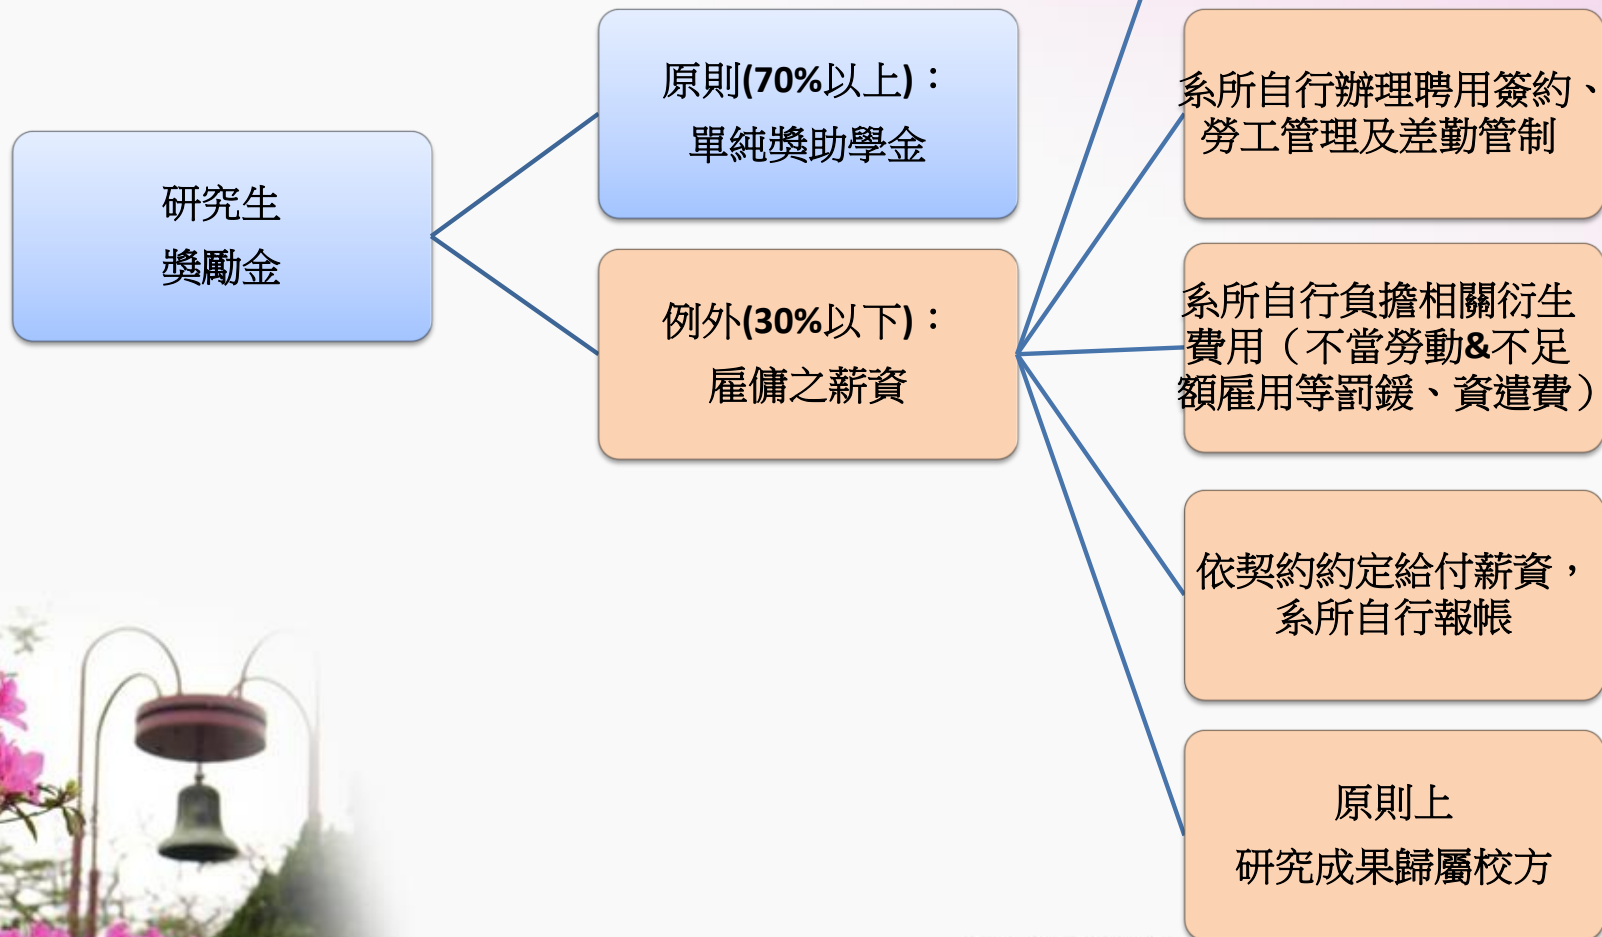 研究生
獎勵金
原則(70%以上)：
單純獎助學金
例外(30%以下)：
雇傭之薪資
系所自行辦理聘用簽約、
勞工管理及差勤管制
系所自行負擔相關衍生
費用（不當勞動&不足
額雇用等罰鍰、資遣費）
依契約約定給付薪資，
系所自行報帳
原則上
研究成果歸屬校方